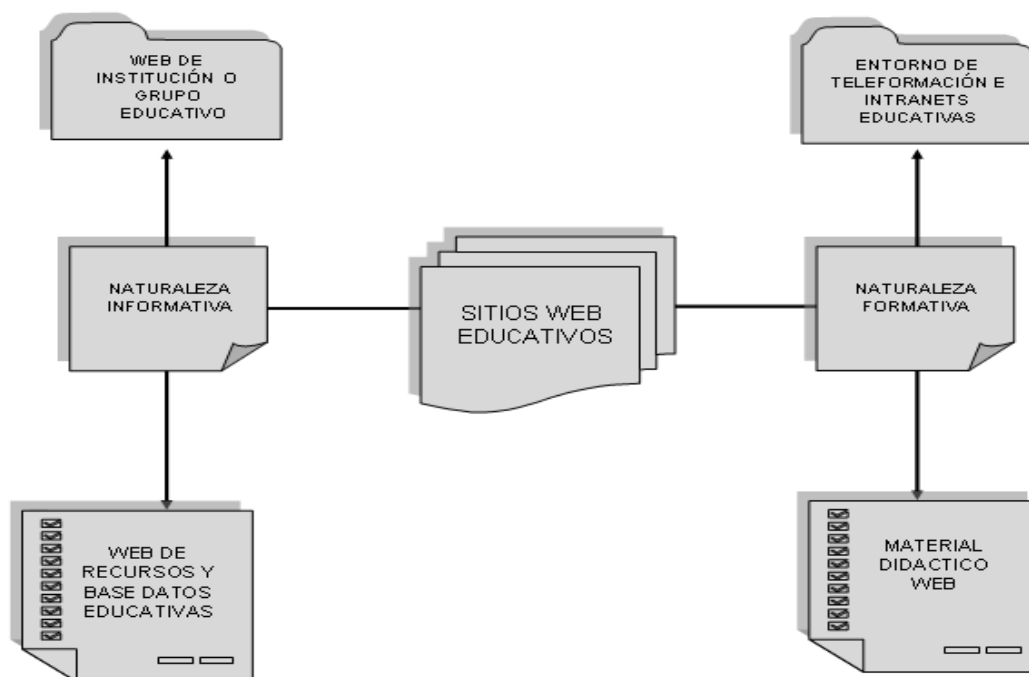 WEB DE
INSTITUCIÓN O
GRUPO
EDUCATIVO
ENTORNO DE
TELEFORMACIÓN E
INTRANETS
EDUCATIVAS
NATURALEZA
INFORMATIVA
SITIOS WEB
EDUCATIVOS
NATURALEZA
FORMATIVA
WEB DE
RECURSOS Y
BASE DATOS
EDUCATIVAS
MATERIAL
DIDACTICO
WEB